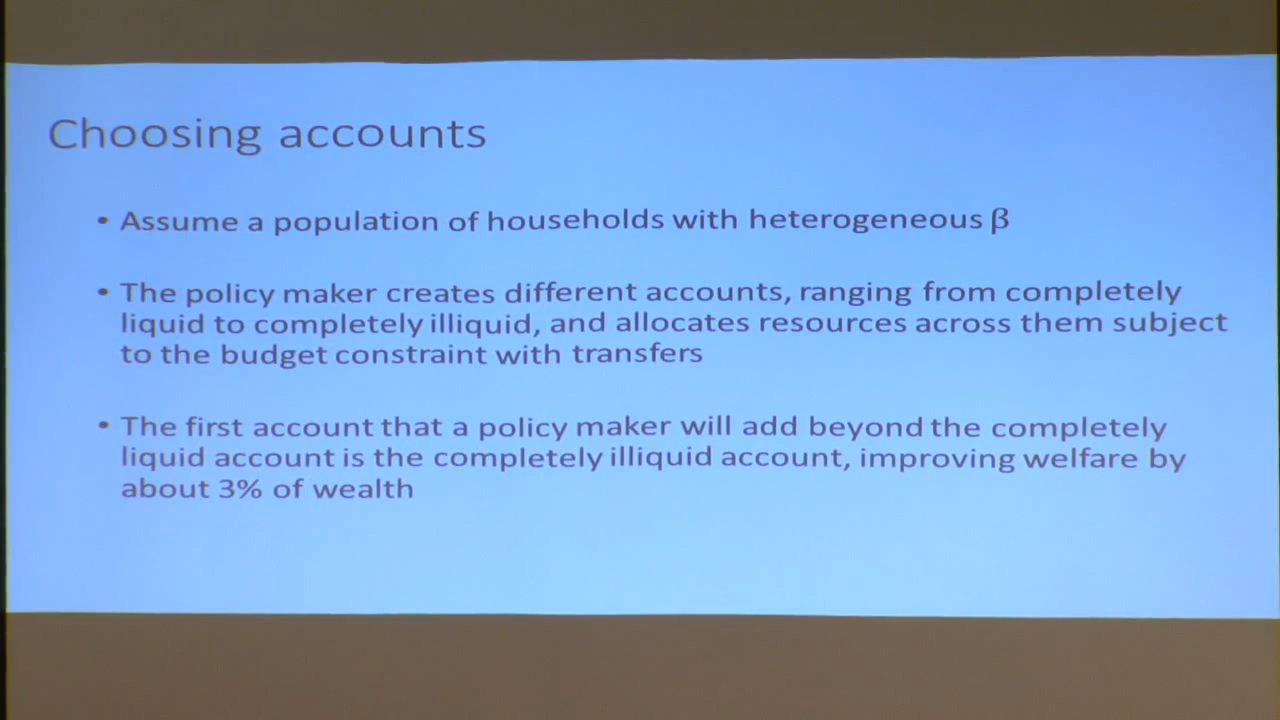 Choosing accounts
• Assume a population of households with heterogeneous β
• The policy maker creates different accounts, ranging from completely
liquid to completely illiquid, and allocates resources across them subject
to the budget constraint with transfers
• The first account that a policy maker will add beyond the completely
liquid account is the completely illiquid account, improving welfare by
about 3% of wealth